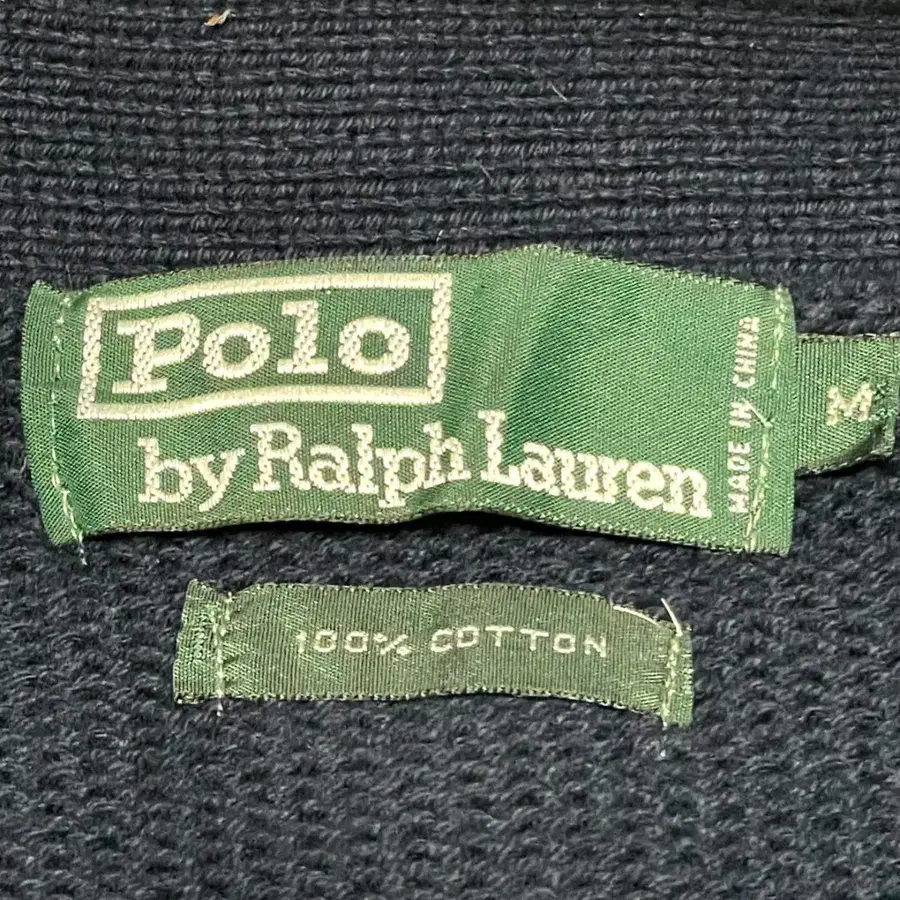 Polo
by Ralph Lauren
MADE IN CHINA
M
100% COTTON